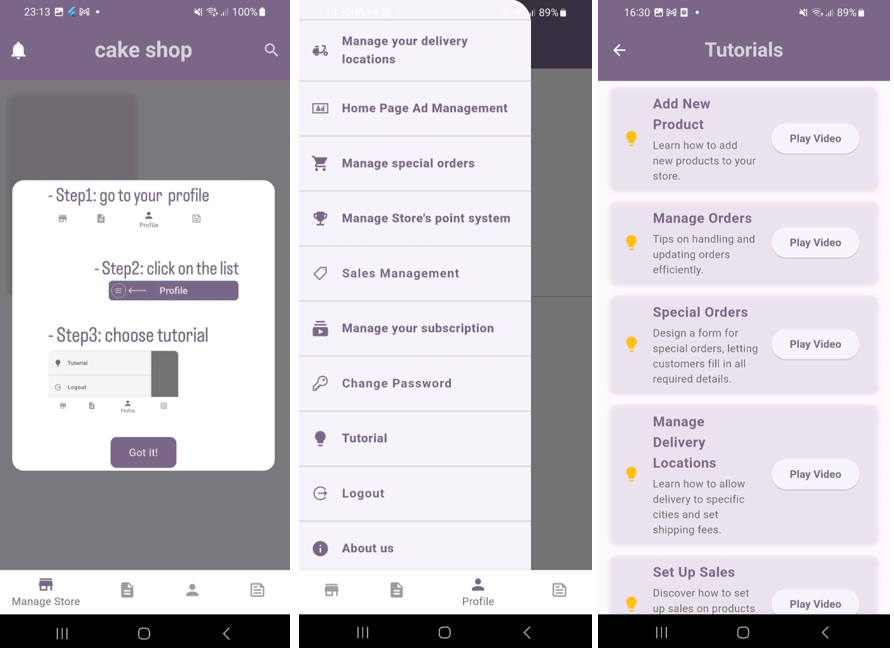 23:13
100%
cake shop
- Step1: go to your profile
Profile
- Step2: click on the list
Profile
- Step3: choose tutorial
Tutorial
Logout
Profile
Got it!
Manage Store
89%
Manage your delivery
locations
Ad
Home Page Ad Management
Manage special orders
Manage Store's point system
Sales Management
Manage your subscription
Change Password
Tutorial
Logout
About us
Profile
16:30
89%
Tutorials
Add New
Product
Learn how to add
new products to your
store.
Play Video
Manage Orders
Tips on handling and
updating orders
efficiently.
Play Video
Special Orders
Design a form for
special orders, letting
customers fill in all
required details.
Play Video
Manage
Delivery
Locations
Learn how to allow
delivery to specific
cities and set
shipping fees.
Play Video
Set Up Sales
Discover how to set
up sales on products
Play Video